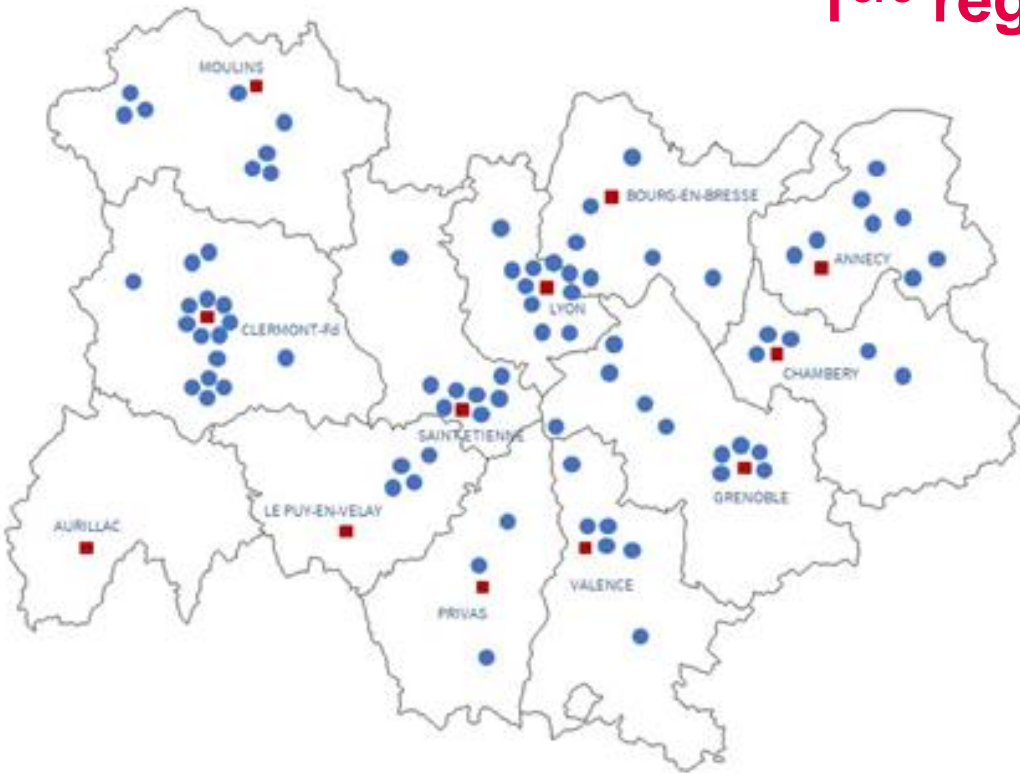 MOULINS
BOURG-EN-BRESSE
ANNECY
LYON
CLERMONT-Fd
CHAMBERY
SAINT-ETIENNE
GRENOBLE
LE PUY-EN-VELAY
AURILLAC
VALENCE
PRIVAS